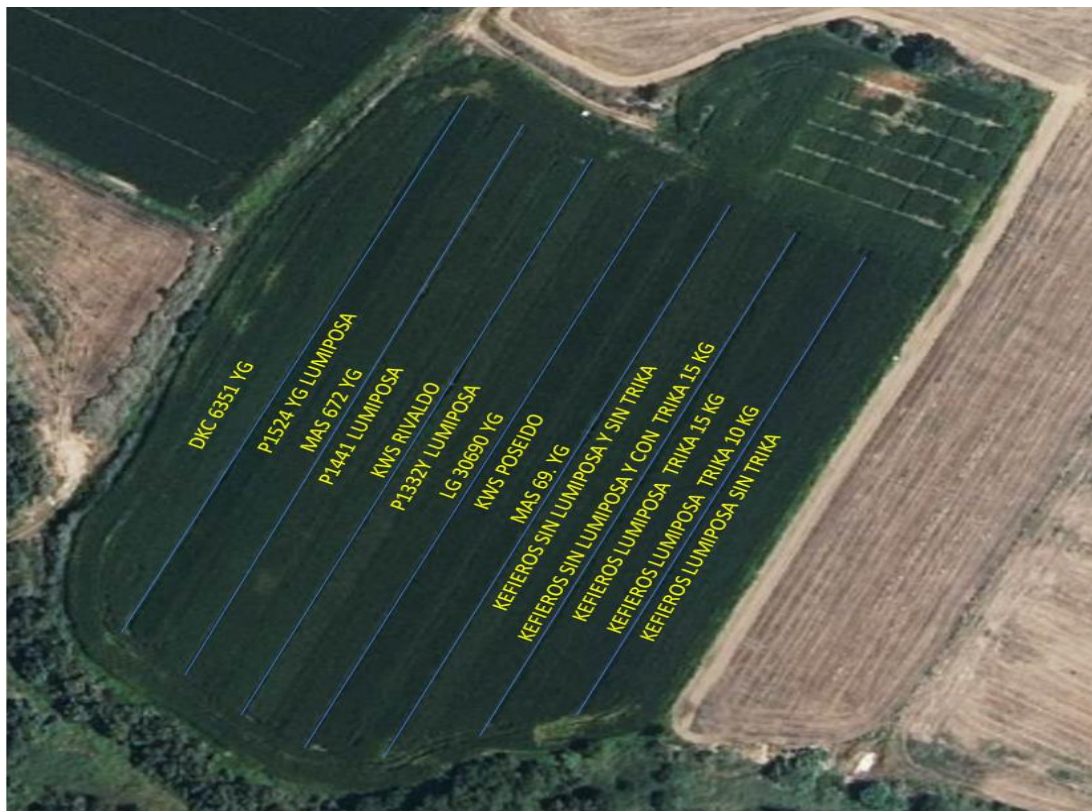 DKC 6351 YG
P1524 YG LUMIPOSA
MAS 672 YG
P1441 LUMIPOSA
KWS RIVALDO
P1332Y LUMIPOSA
LG 30690 YG
KWS POSEIDO
MAS 69. YG
KEFIEROS SIN LUMIPOSA Y SIN TRIKA
KEFIEROS SIN LUMIPOSA Y CON TRIKA 15 KG
KEFIEROS LUMIPOSA TRIKA 15 KG
KEFIEROS LUMIPOSA TRIKA 10 KG
KEFIEROS LUMIPOSA SIN TRIKA